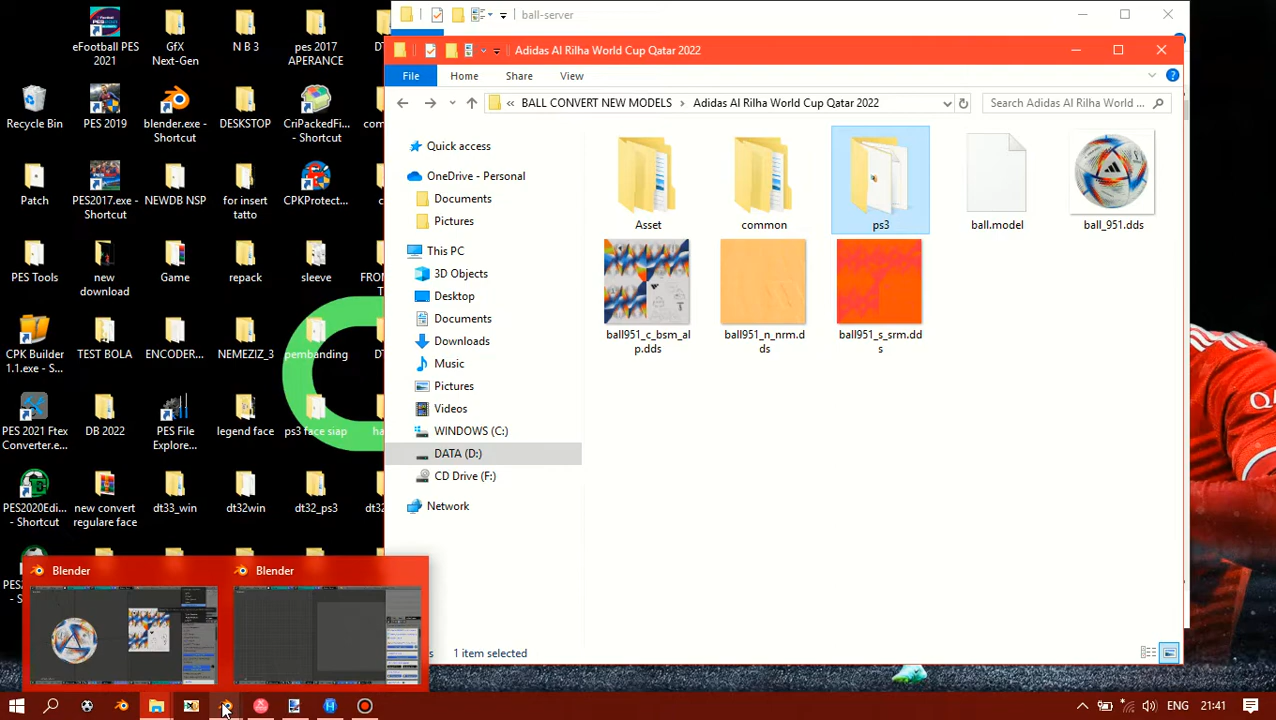 ball-server
Adidas Al Rilha World Cup Qatar 2022
File
Home
Share
View
BALL CONVERT NEW MODELS
Adidas Al Rilha World Cup Qatar 2022
Search Adidas Al Rilha World ...
Quick access
OneDrive - Personal
Documents
Pictures
This PC
3D Objects
Desktop
Documents
Downloads
Music
Pictures
Videos
WINDOWS (C:)
DATA (D:)
CD Drive (F:)
Network
Asset
common
ps3
ball.model
ball_951.dds
ball951_c_bsm_al
p.dds
ball951_n_nrm.d
ds
ball951_s_srm.dd
s
1 item selected
eFootball PES
2021
GfX
Next-Gen
N B 3
pes 2017
APERANCE
Recycle Bin
PES 2019
blender.exe -
Shortcut
DESKSTOP
CriPackedFi...
- Shortcut
Patch
PES2017.exe -
Shortcut
NEWDB NSP
for insert
tatto
CPKProtect...
PES Tools
new
download
Game
repack
sleeve
CPK Builder
1.1.exe - S...
TEST BOLA
ENCODER...
NEMEZIZ_3
pembanding
PES 2021 Ftex
Converter.e...
DB 2022
PES File
Explore...
legend face
ps3 face siap
PES2020Edi...
- Shortcut
new convert
regulare face
dt33_win
dt32win
dt32_ps3
Blender
Blender
ENG
21:41